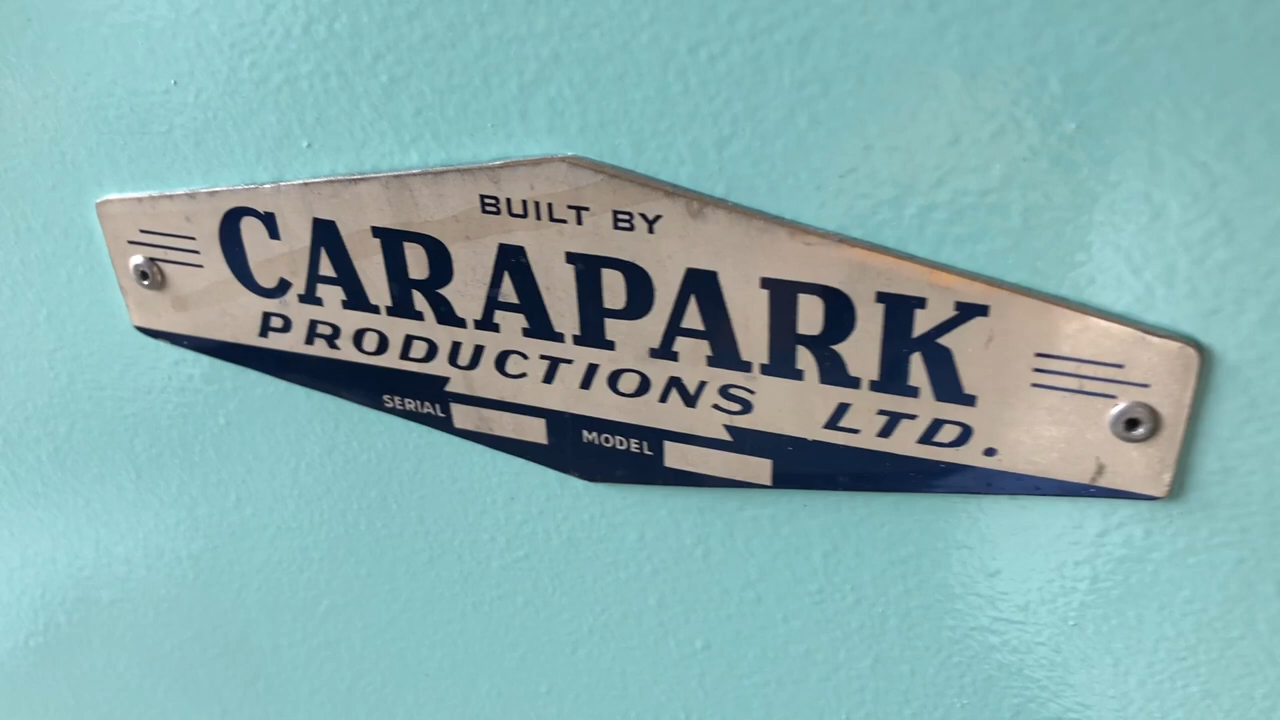 BUILT BY
CARAPARK
PRODUCTIONS LTD.
SERIAL
MODEL